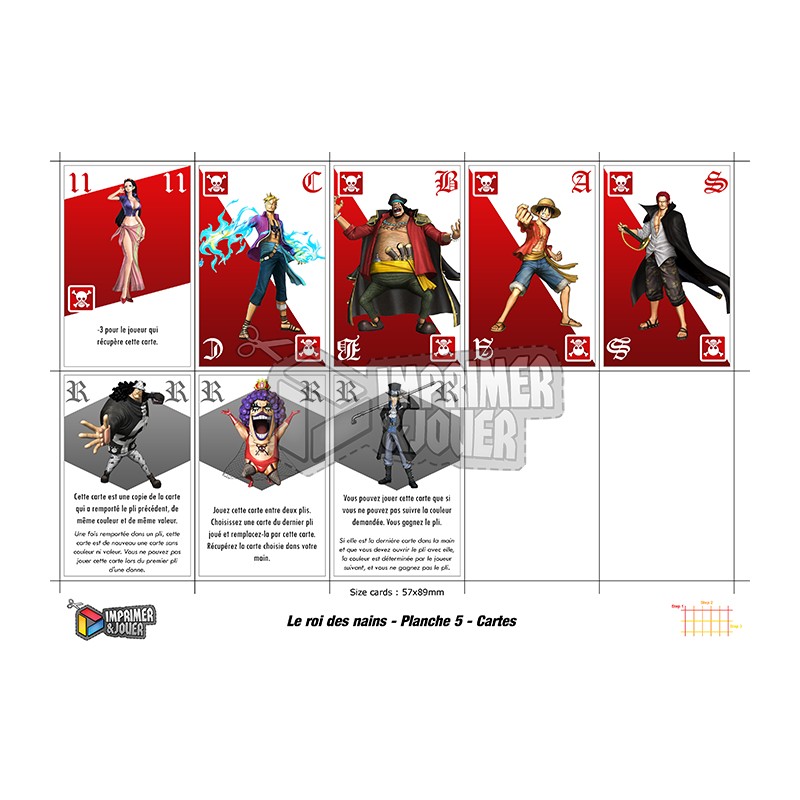 11 11
-3 pour le joueur qui
récupère cette carte.
C
B
A
S
S
R R
Cette carte est une copie de la carte
qui a remporté le pli précédent, de
même couleur et de même valeur.
Une fois remportée dans un pli, cette
carte est de nouveau une carte sans
couleur ni valeur. Vous ne pouvez pas
jouer cette carte lors du premier pli
d'une donne.
R R
Jouez cette carte entre deux plis.
Choisissez une carte du dernier pli
joué et remplacez-la par cette carte.
Récupérez la carte choisie dans votre
main.
R R
Vous pouvez jouer cette carte que si
vous ne pouvez pas suivre la couleur
demandée. Vous gagnez le pli.
Si elle est la dernière carte dans la main
et que vous devez ouvrir le pli avec elle,
la couleur est déterminée par le joueur
suivant, et vous ne gagnez pas le pli.
IMPRIMER
&JOUER
Size cards : 57x89mm
IMPRIMER
&JOUER
Le roi des nains - Planche 5 - Cartes
Step 1
Step 2
Step 3